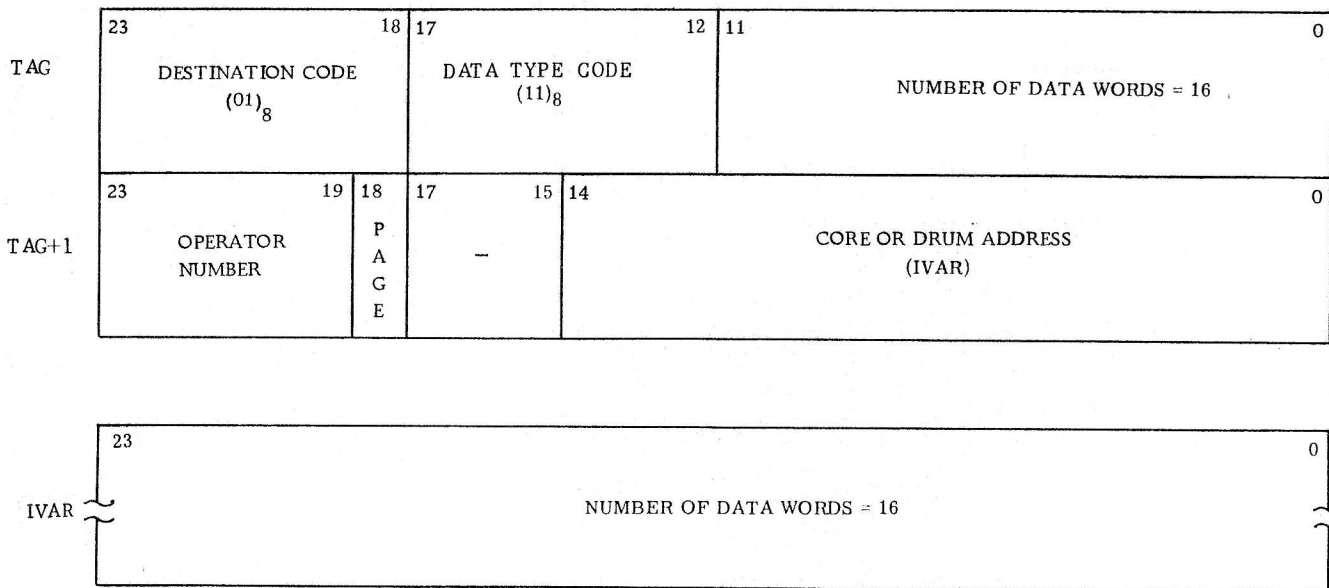 23 18 17 12 11 0
TAG DESTINATION CODE DATA TYPE CODE NUMBER OF DATA WORDS = 16
(01)8 (11)8
23 19 18 17 15 14 0
TAG+1 OPERATOR NUMBER PAGE - CORE OR DRUM ADDRESS
(IVAR)
23 0
IVAR NUMBER OF DATA WORDS = 16